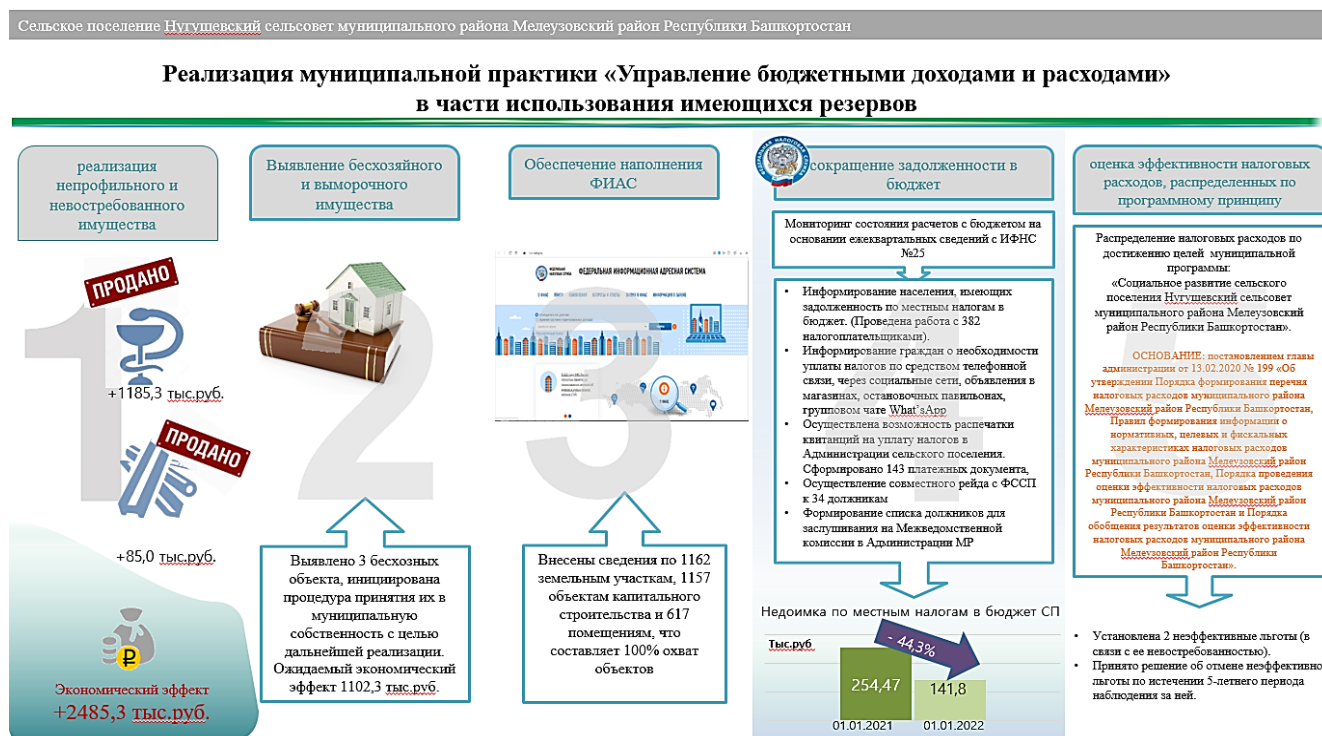 Сельское поселение Нугушевский сельсовет муниципального района Мелеузовский район Республики Башкортостан
Реализация муниципальной практики «Управление бюджетными доходами и расходами»
в части использования имеющихся резервов
реализация
непрофильного и
невостребованного
имущества
ПРОДАНО
+1185,3 тыс.руб.
ПРОДАНО
+85,0 тыс.руб.
Экономический эффект
+2485,3 тыс.руб.
1
Выявление бесхозяйного
и выморочного
имущества
2
Выявлено 3 бесхозных
объекта, инициирована
процедура принятия их в
муниципальную
собственность с целью
дальнейшей реализации.
Ожидаемый экономический
эффект 1102,3 тыс.руб.
Обеспечение наполнения
ФИАС
ФЕДЕРАЛЬНАЯ ИНФОРМАЦИОННАЯ АДРЕСНАЯ СИСТЕМА
3
Внесены сведения по 1162
земельным участкам, 1157
объектам капитального
строительства и 617
помещениям, что
составляет 100% охват
объектов
сокращение задолженности в
бюджет
Мониторинг состояния расчетов с бюджетом на
основании ежеквартальных сведений с ИФНС
№25
4
• Информирование населения, имеющих
задолженность по местным налогам в
бюджет. (Проведена работа с 382
налогоплательщиками).
• Информирование граждан о необходимости
уплаты налогов по средством телефонной
связи, через социальные сети, объявления в
магазинах, остановочных павильонах,
групповом чате What`sApp
• Осуществлена возможность распечатки
квитанций на уплату налогов в
Администрации сельского поселения.
Сформировано 143 платежных документа,
• Осуществление совместного рейда с ФССП
к 34 должникам
• Формирование списка должников для
заслушивания на Межведомственной
комиссии в Администрации МР
Недоимка по местным налогам в бюджет СП
Тыс.руб
- 44,3%
254,47
141,8
01.01.2021
01.01.2022
оценка эффективности налоговых
расходов, распределенных по
программному принципу
Распределение налоговых расходов по
достижению целей муниципальной
программы:
«Социальное развитие сельского
поселения Нугушевский сельсовет
муниципального района Мелеузовский
район Республики Башкортостан».
ОСНОВАНИЕ: постановлением главы
администрации от 13.02.2020 № 199 «Об
утверждении Порядка формирования перечня
налоговых расходов муниципального района
Мелеузовский район Республики Башкортостан,
Правил формирования информации о
нормативных, целевых и фискальных
характеристиках налоговых расходов
муниципального района Мелеузовский район
Республики Башкортостан, Порядка проведения
оценки эффективности налоговых расходов
муниципального района Мелеузовский район
Республики Башкортостан и Порядка
обобщения результатов оценки эффективности
налоговых расходов муниципального района
Мелеузовский район Республики
Башкортостан».
5
• Установлена 2 неэффективные льготы (в
связи с ее невостребованностью).
• Принято решение об отмене неэффективно
льготы по истечении 5-летнего периода
наблюдения за ней.